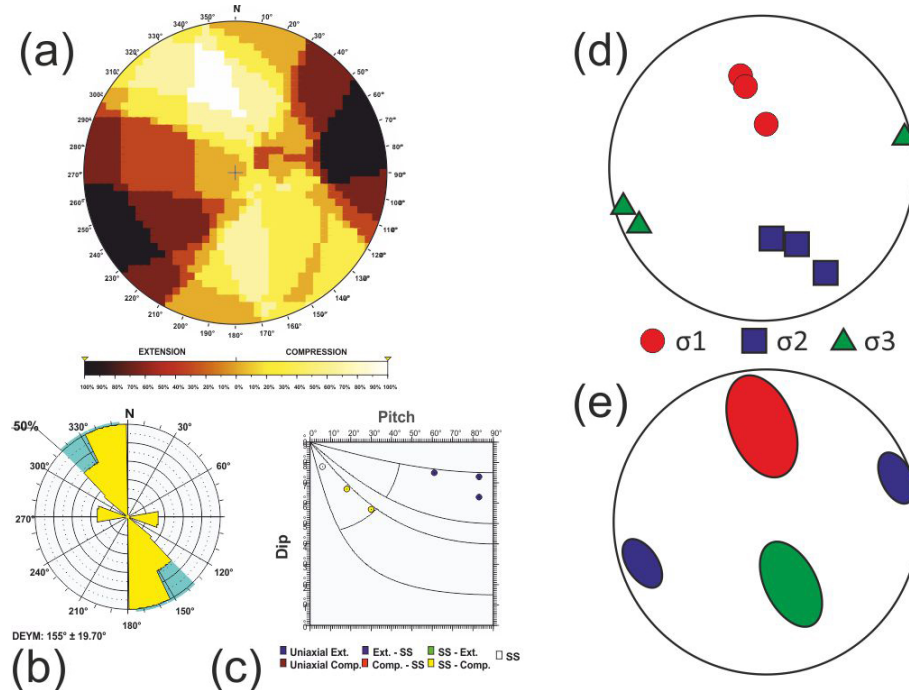 (a)
N
350°
10°
340°
20°
330°
30°
320°
40°
310°
50°
300°
60°
290°
70°
280°
80°
270°
90°
260°
100°
250°
110°
240°
120°
230°
130°
220°
140°
210°
150°
200°
160°
190°
180°
170°
EXTENSION COMPRESSION
100% 90% 80% 70% 60% 50% 40% 30% 20% 10% 0% 10% 20% 30% 40% 50% 60% 70% 80% 90% 100%
(b)
N
50%
330°
30°
300°
60°
270°
240°
120°
210°
150°
180°
DEYM: 155° ± 19.70°
(c)
Pitch
0° 10° 20° 30° 40° 50° 60° 70° 80° 90°
Dip
Uniaxial Ext. Ext. - SS SS - Ext. SS
Uniaxial Comp. Comp. - SS SS - Comp.
(d)
σ1 σ2 σ3
(e)